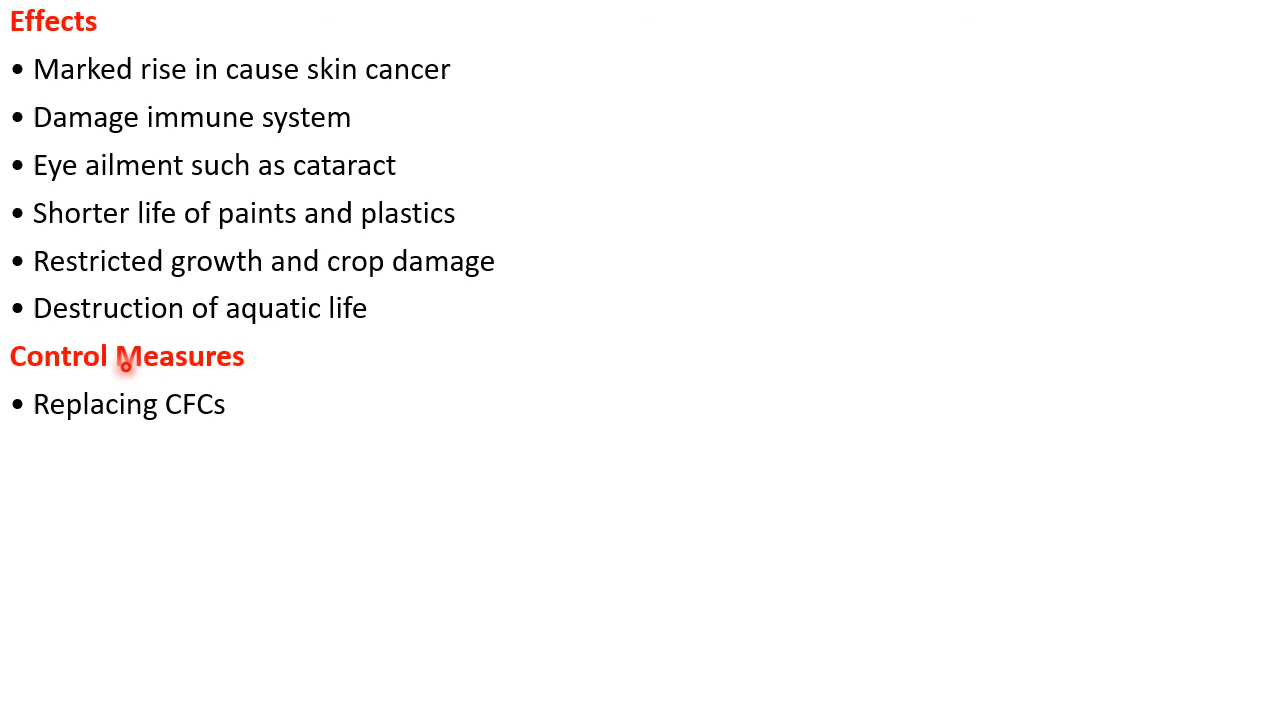 Effects
• Marked rise in cause skin cancer
• Damage immune system
• Eye ailment such as cataract
• Shorter life of paints and plastics
• Restricted growth and crop damage
• Destruction of aquatic life
Control Measures
• Replacing CFCs